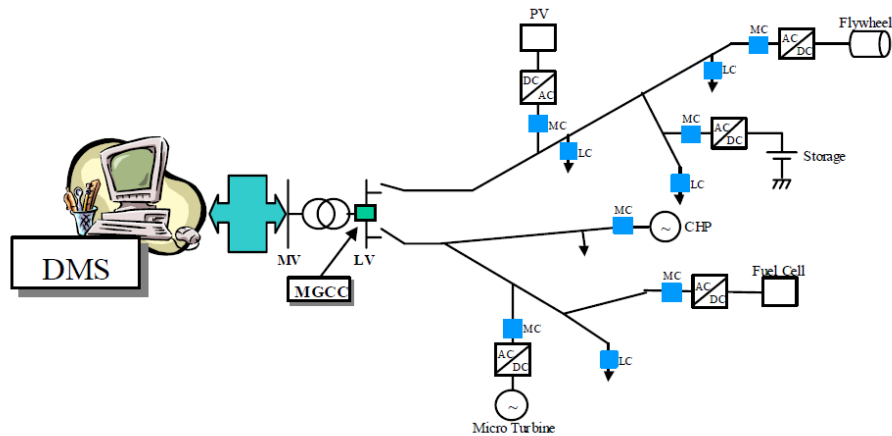 PV
DC
AC
MC
LC
LC
MC
AC
DC
Flywheel
MC
AC
DC
Storage
LC
DMS
MV
LV
MGCC
MC
~
CHP
MC
AC
DC
Fuel Cell
MC
AC
DC
~
Micro Turbine
LC